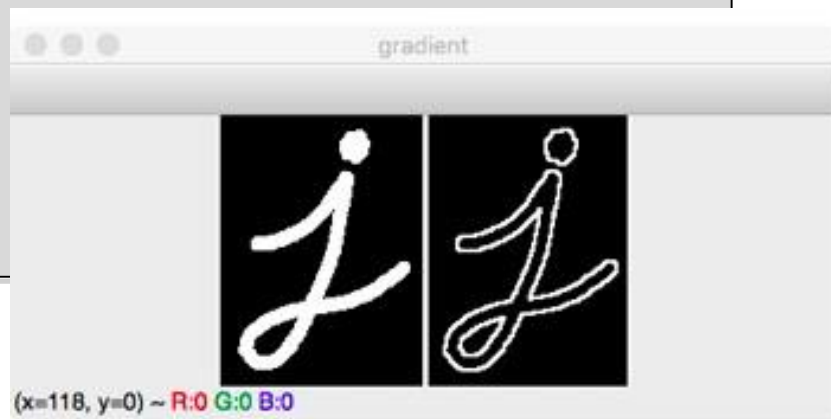 gradient
j j
(x=118, y=0) ~ R:0 G:0 B:0